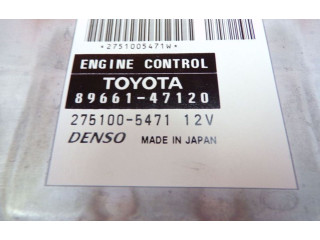 *2751005471W*
ENGINE CONTROL
TOYOTA
89661-47120
275100-5471 12V
DENSO MADE IN JAPAN